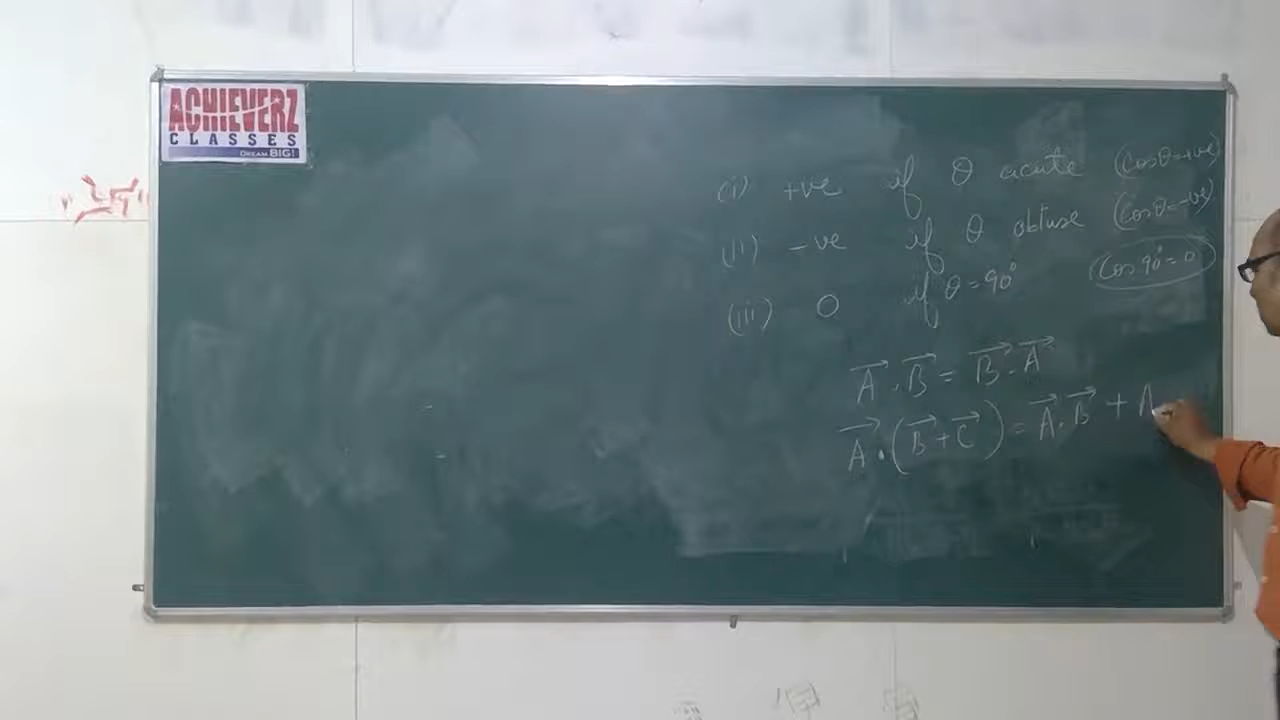 ACHIEVERZ
CLASSES
DREAM BIG!
(i) +ve if θ acute (Cosθ=+ve)
(ii) -ve if θ obtuse (Cosθ=-ve)
(iii) 0 if θ=90° (Cos 90°=0)
A⃗ . B⃗ = B⃗ . A⃗
A⃗ . (B⃗ + C⃗) = A⃗ . B⃗ + A